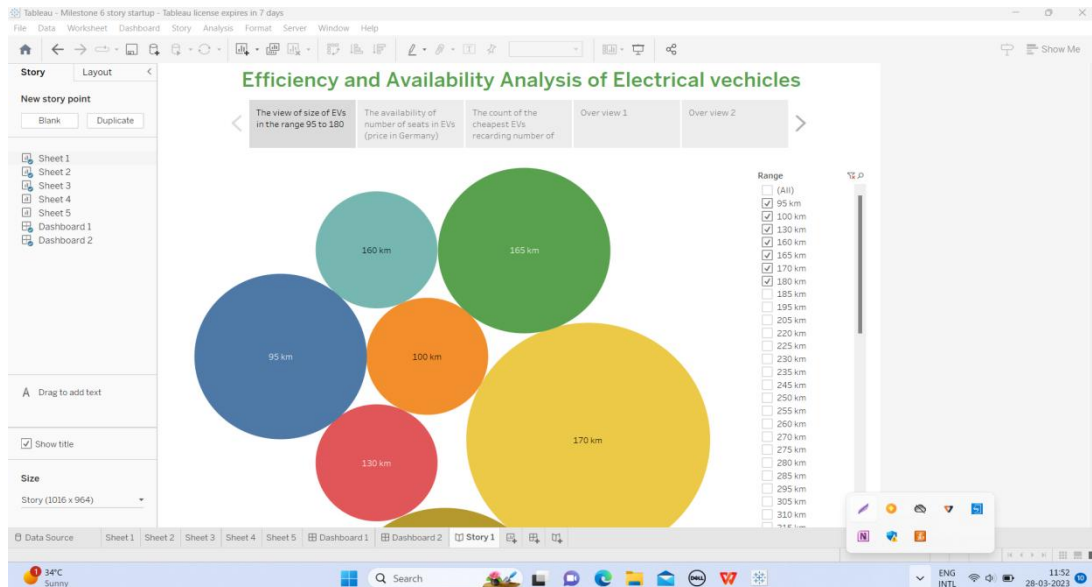 Tableau - Milestone 6 story startup - Tableau license expires in 7 days
File Data Worksheet Dashboard Story Analysis Format Server Window Help
Show Me
Story Layout
New story point
Blank Duplicate
Sheet 1
Sheet 2
Sheet 3
Sheet 4
Sheet 5
Dashboard 1
Dashboard 2
A Drag to add text
Show title
Size
Story (1016 x 964)
Efficiency and Availability Analysis of Electrical vechicles
The view of size of EVs
in the range 95 to 180
The availability of
number of seats in EVs
(price in Germany)
The count of the
cheapest EVs
recarding number of
Over view 1
Over view 2
160 km
165 km
95 km
100 km
170 km
130 km
Range
(All)
95 km
100 km
130 km
160 km
165 km
170 km
180 km
185 km
195 km
205 km
220 km
225 km
230 km
235 km
245 km
250 km
255 km
260 km
270 km
275 km
280 km
285 km
295 km
305 km
310 km
Data Source Sheet 1 Sheet 2 Sheet 3 Sheet 4 Sheet 5 Dashboard 1 Dashboard 2 Story 1
34°C
Sunny
Search
DELL
ENG
INTL
11:52
28-03-2023